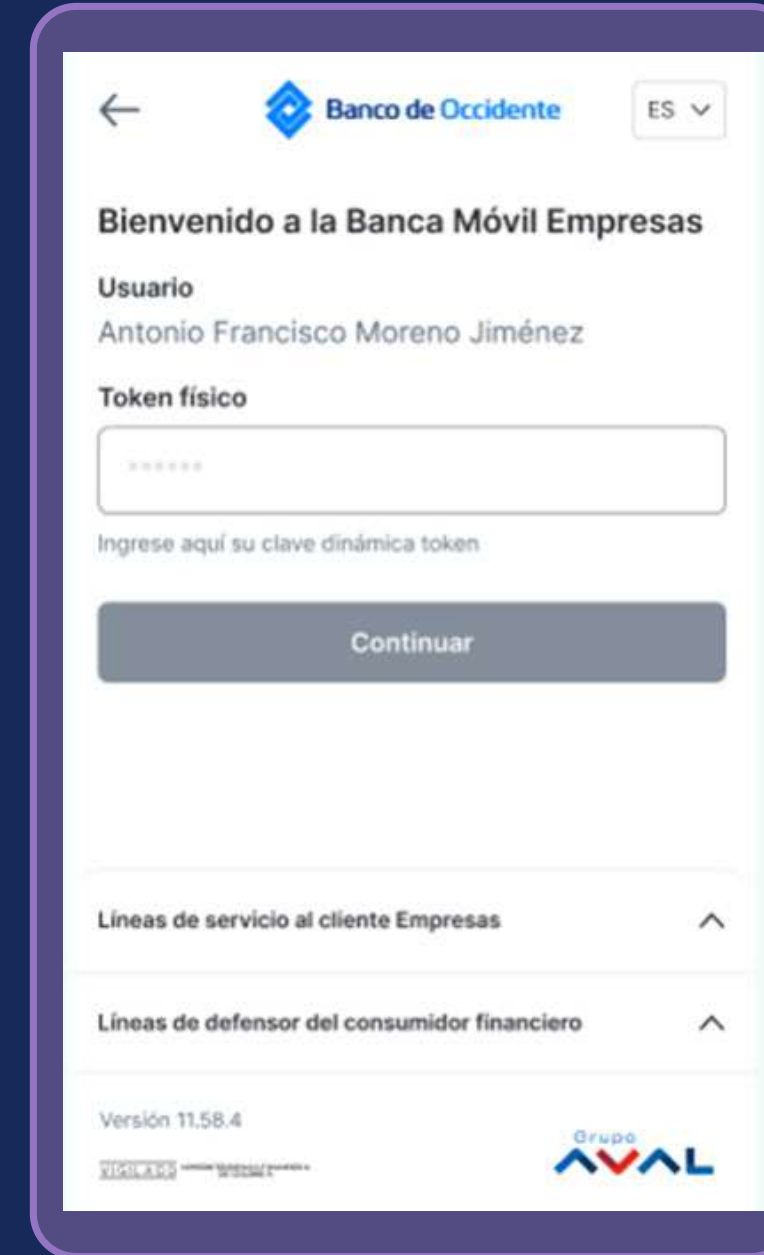 Banco de Occidente
ES
Bienvenido a la Banca Móvil Empresas
Usuario
Antonio Francisco Moreno Jiménez
Token físico
******
Ingrese aquí su clave dinámica token
Continuar
Líneas de servicio al cliente Empresas
Líneas de defensor del consumidor financiero
Versión 11.58.4
Grupo
AVAL
VIGILADO